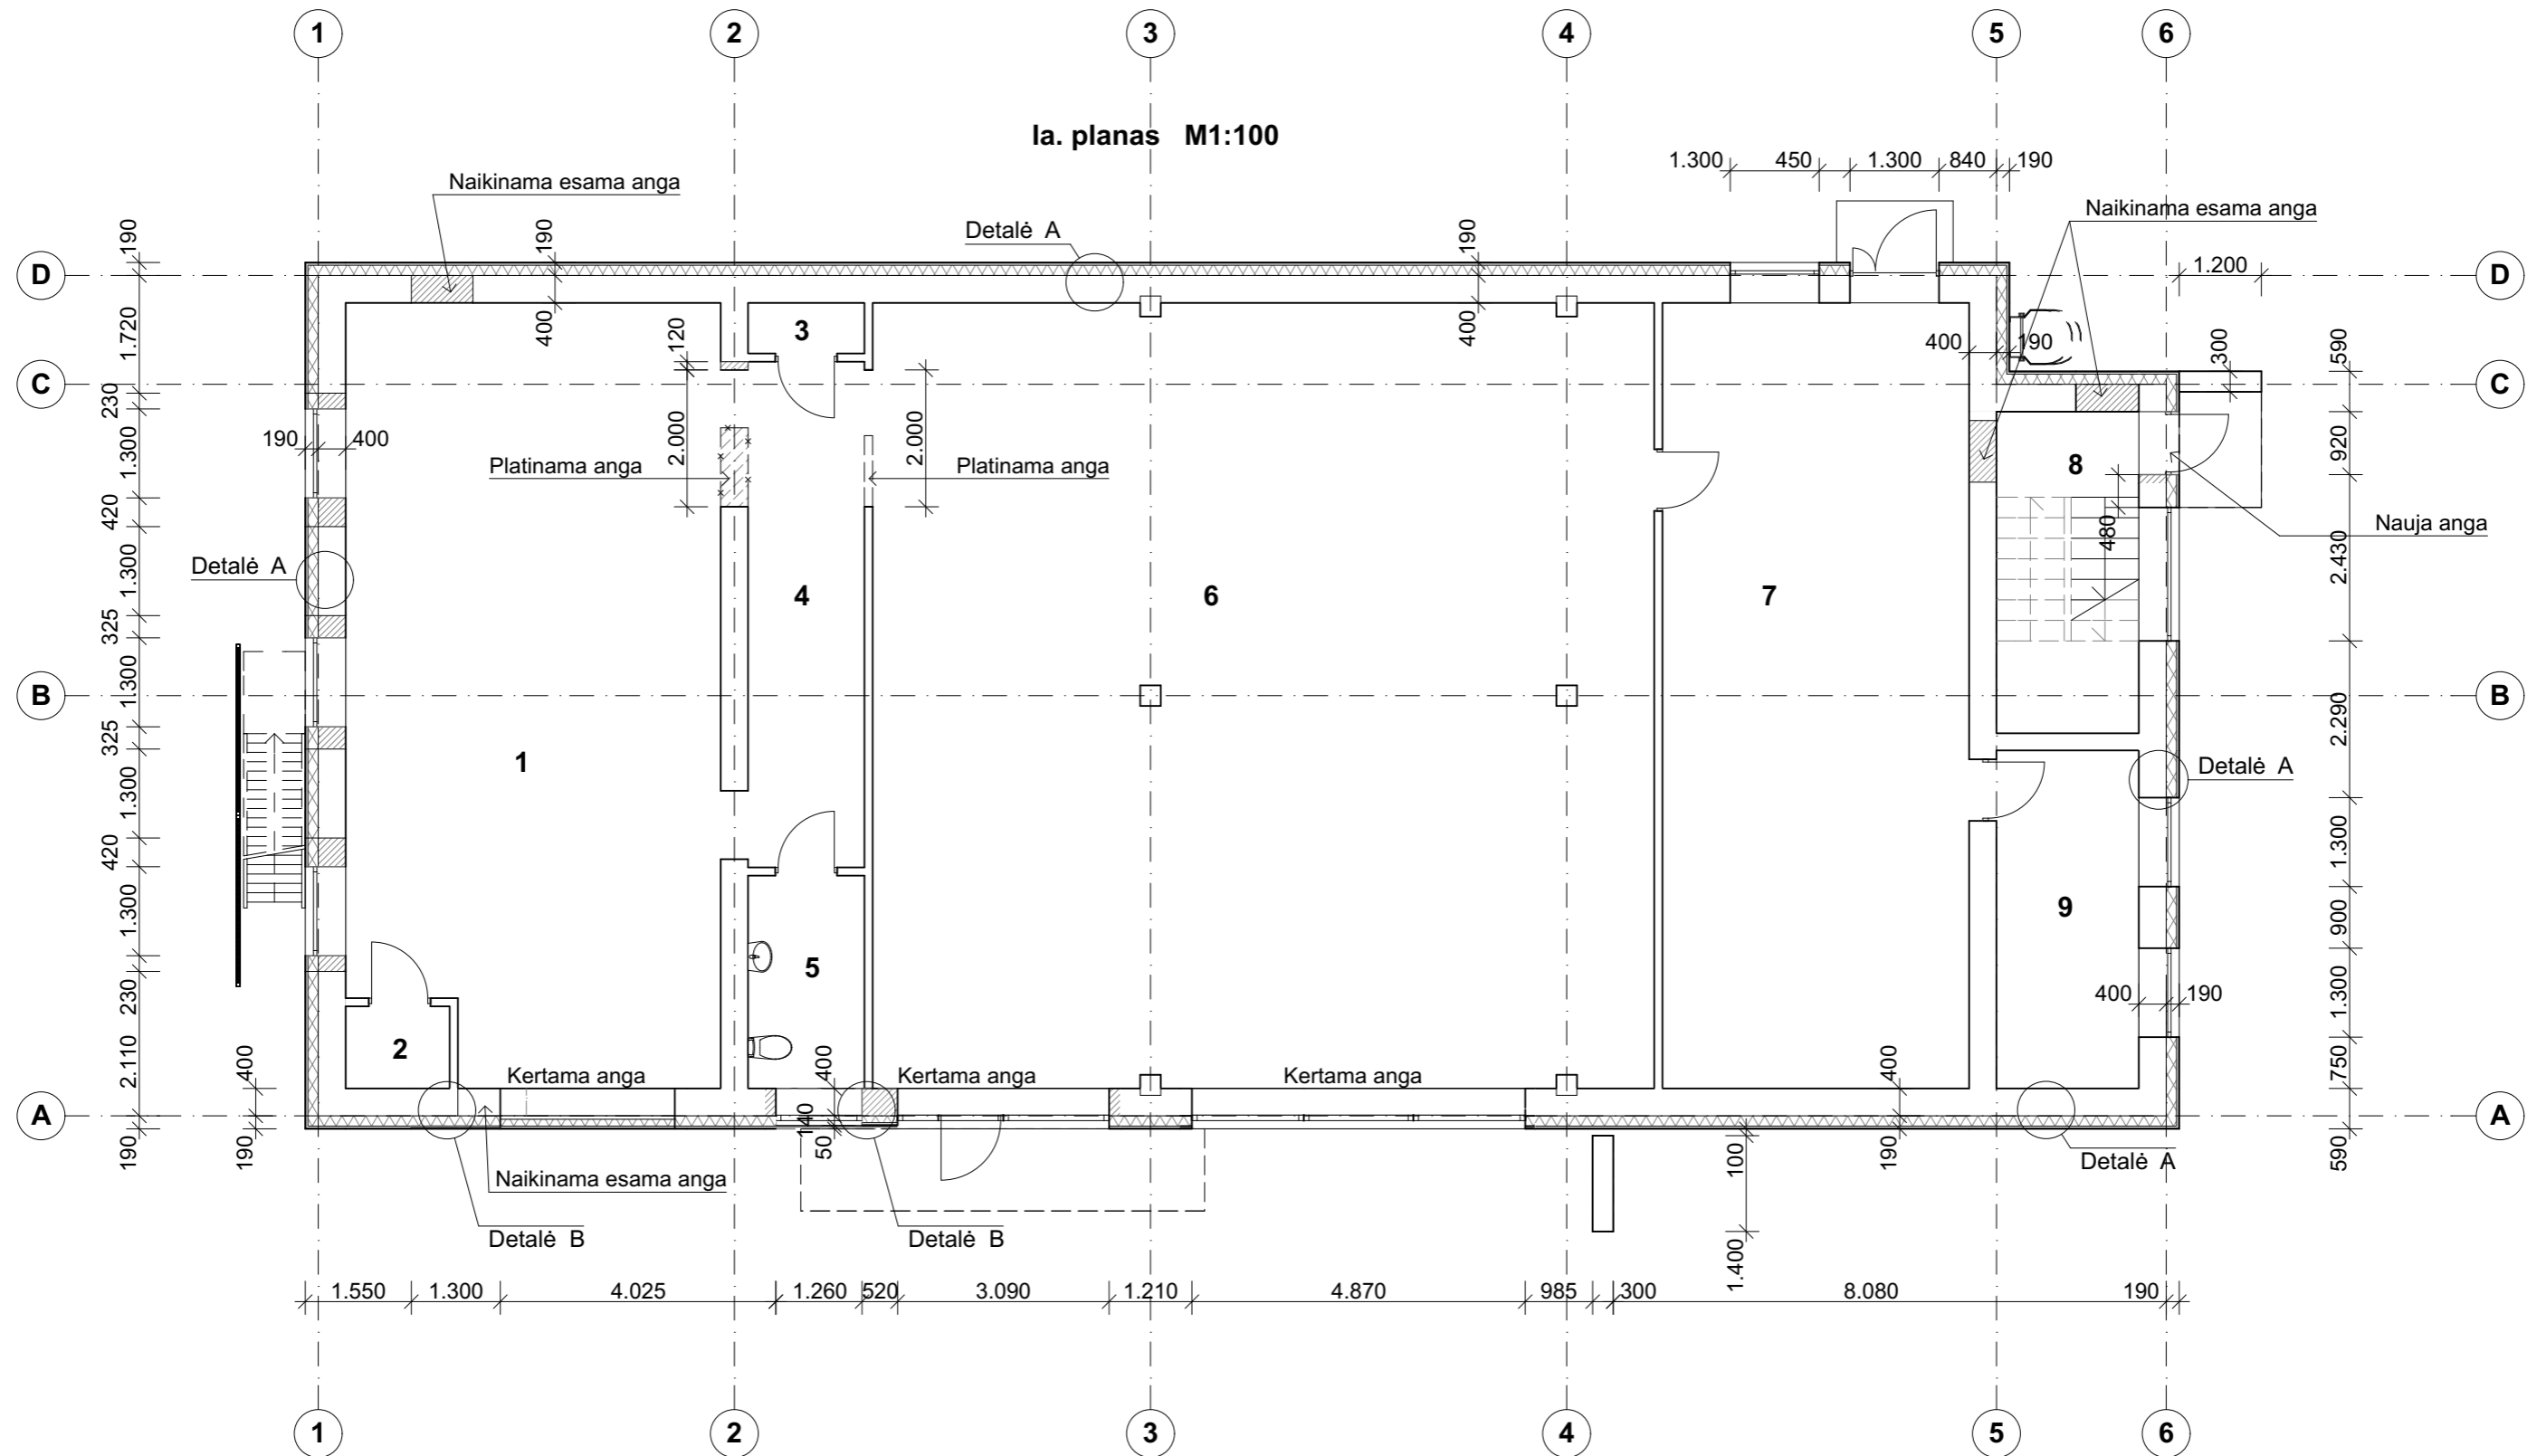 1 2 3 4 5 6
Ia. planas M1:100
1.300 450 1.300 840 190
Naikinama esama anga
Naikinama esama anga
Detalė A
190
190
190
D
D
1.200
400
400
120
3
400 190
300
590
1.720
C
C
230
190 400
1.300
2.000
2.000
920
Platinama anga
Platinama anga
8
420
480
Nauja anga
2.430
Detalė A
1.300
4
6
7
325
B
B
1.300
325
1
2.290
Detalė A
1.300
420
1.300
1.300
9
900
5
230
400 190
1.300
2
2.110
400
Kertama anga
400
Kertama anga
Kertama anga
400
750
A
A
190
190
140
50
100
190
590
Detalė A
Naikinama esama anga
Detalė B
Detalė B
1.400
1.550 1.300 4.025 1.260 520 3.090 1.210 4.870 985 300 8.080 190
1 2 3 4 5 6